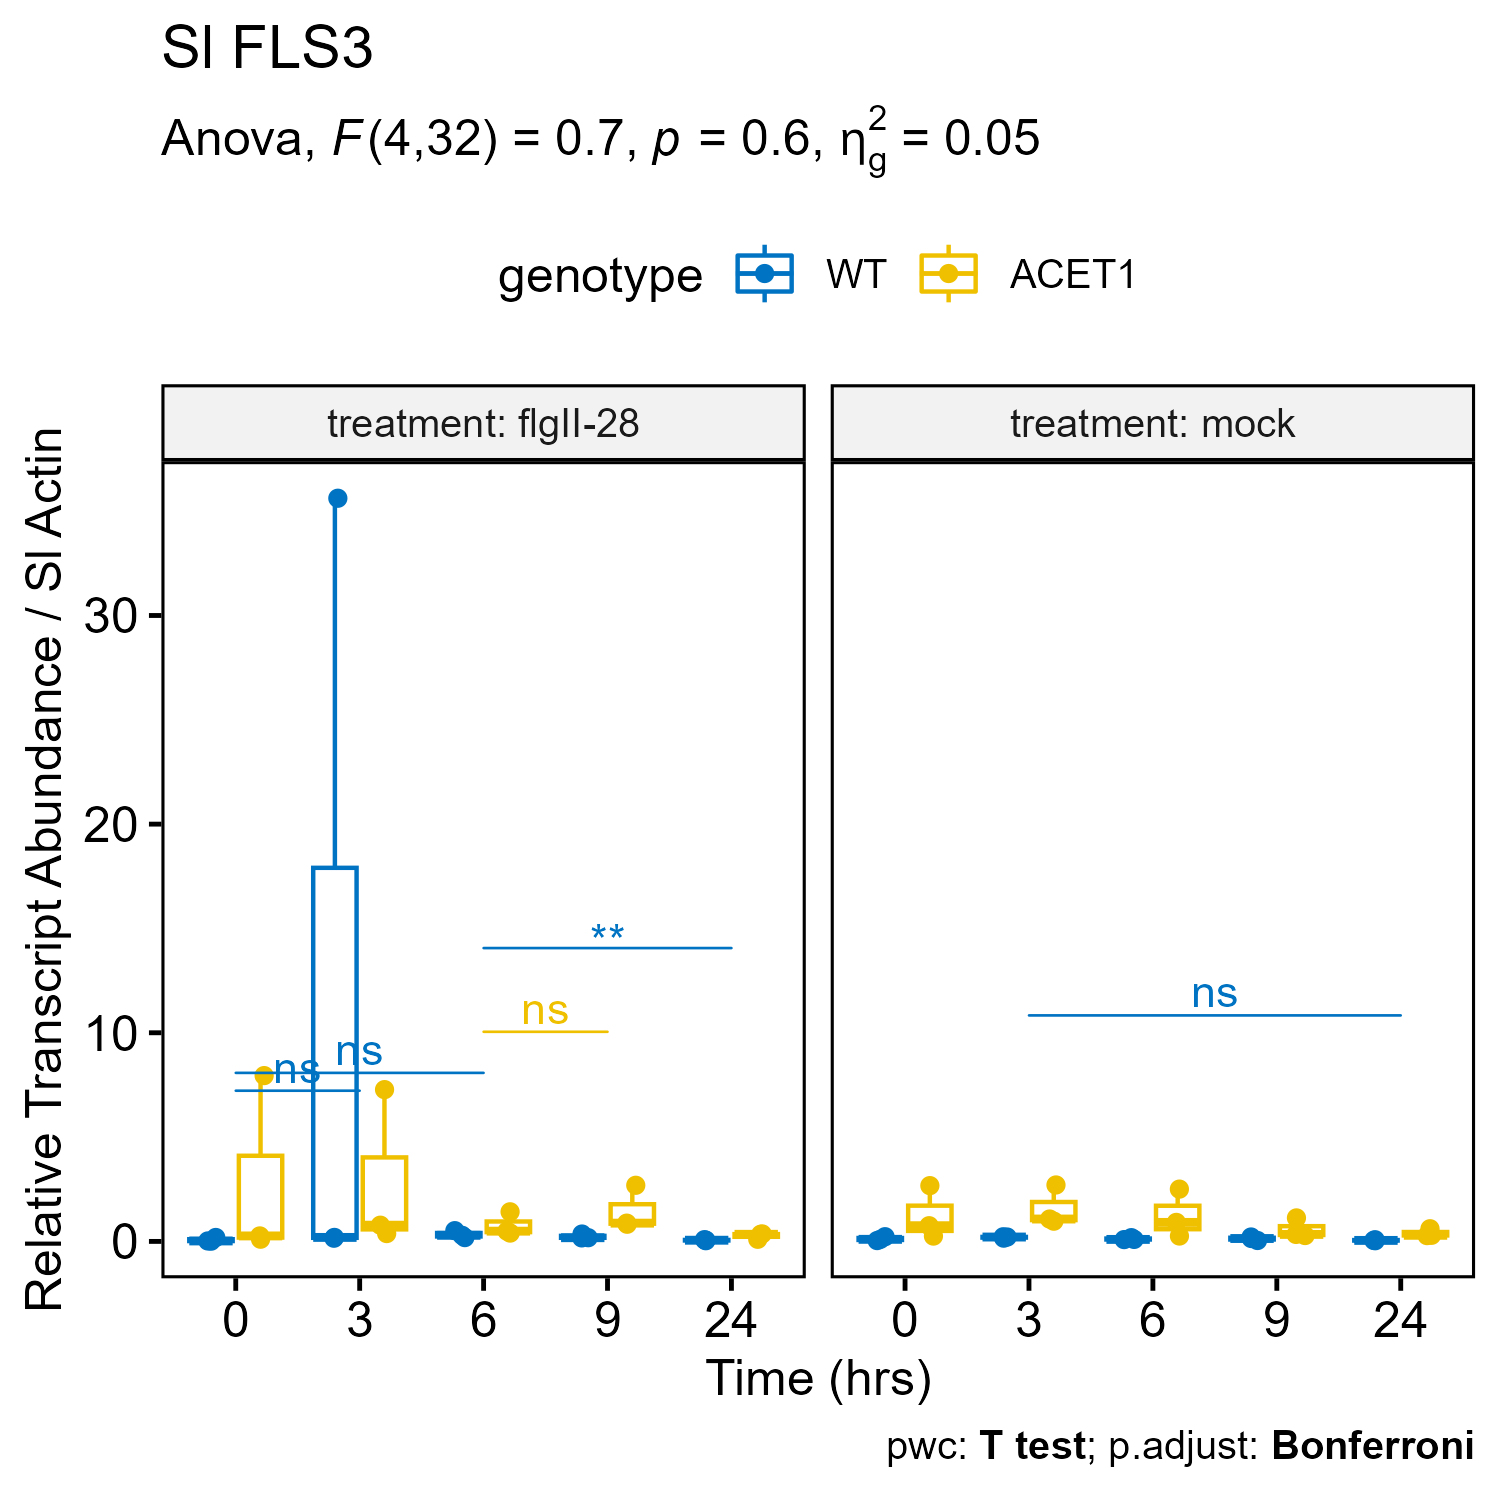 Sl FLS3
Anova, F(4,32) = 0.7, p = 0.6, η²g = 0.05
genotype WT ACET1
treatment: flgII-28 treatment: mock
Relative Transcript Abundance / Sl Actin
30
20
10
0
**
ns
ns
ns
ns
0 3 6 9 24 0 3 6 9 24
Time (hrs)
pwc: T test; p.adjust: Bonferroni